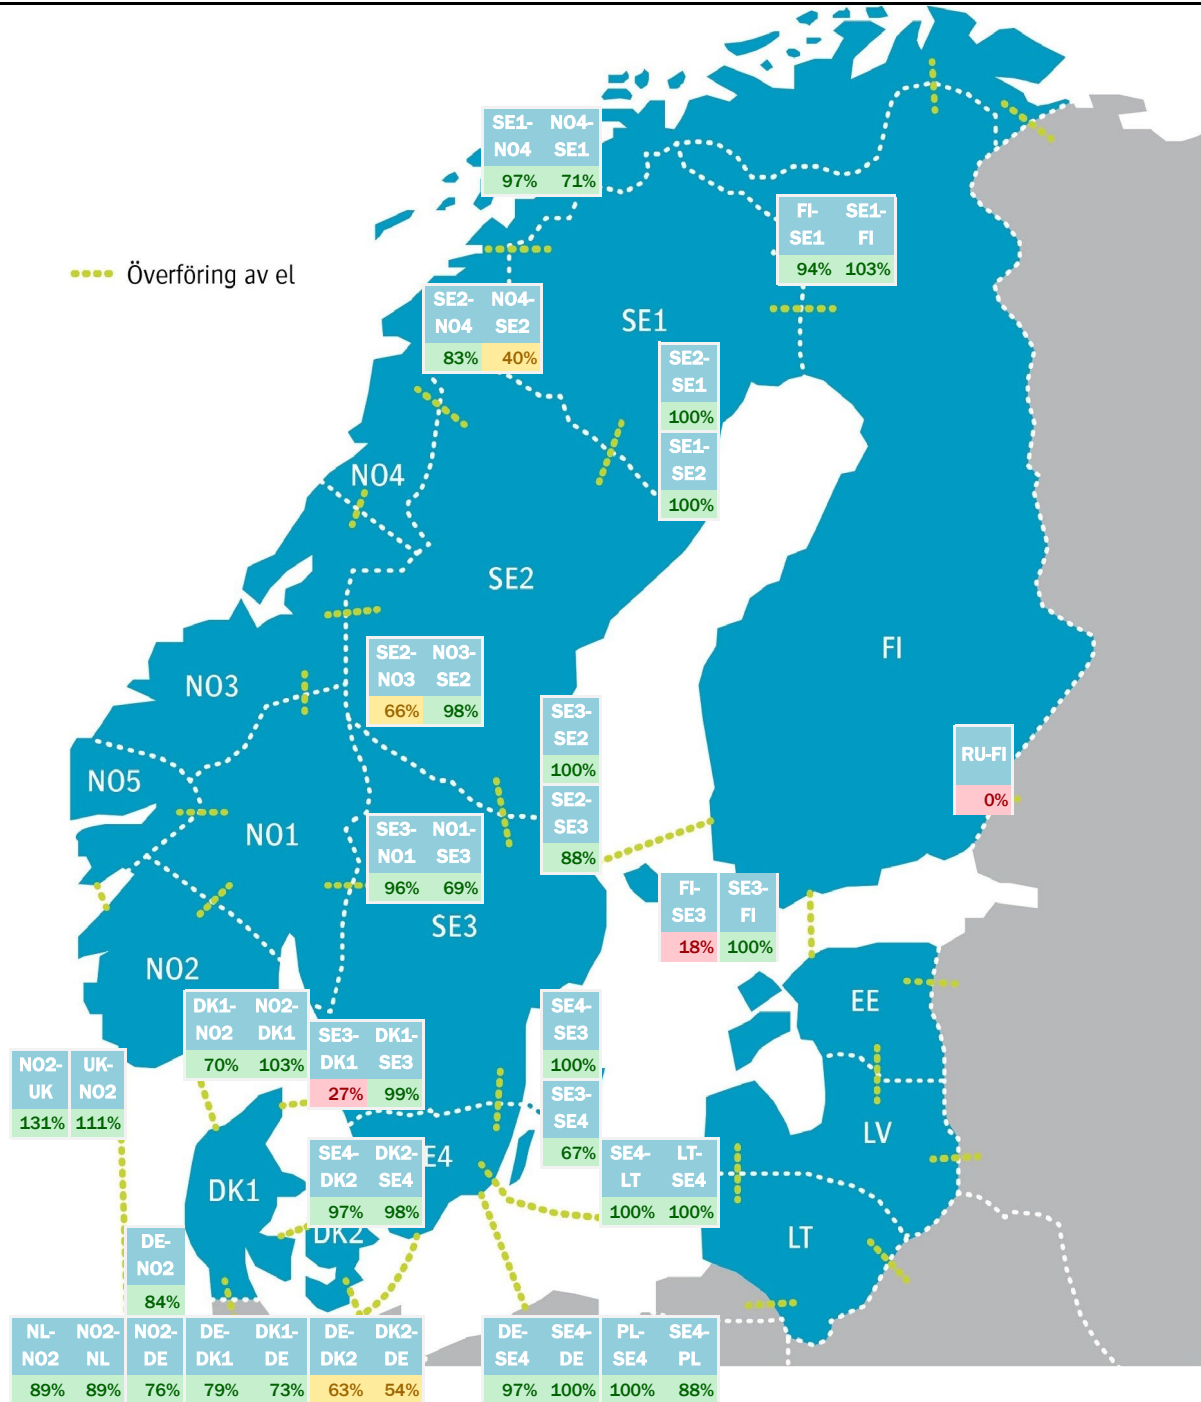 SE1- NO4-
NO4 SE1
97% 71%
FI- SE1-
SE1 FI
94% 103%
Överföring av el
SE2- NO4-
NO4 SE2
83% 40%
SE1
SE2-
SE1
100%
SE1-
SE2
100%
NO4
SE2
FI
SE2- NO3-
NO3 SE2
66% 98%
NO3
SE3-
SE2
100%
SE2-
SE3
88%
RU-FI
0%
NO5
NO1
SE3- NO1-
NO1 SE3
96% 69%
FI- SE3-
SE3 FI
18% 100%
SE3
NO2
EE
DK1- NO2-
NO2 DK1
70% 103%
SE3- DK1-
DK1 SE3
27% 99%
SE4-
SE3
100%
SE3-
SE4
67%
NO2- UK-
UK NO2
131% 111%
LV
SE4- DK2-
DK2 SE4
97% 98%
E4
SE4- LT-
LT SE4
100% 100%
DK1
DK2
LT
DE-
NO2
84%
NL- NO2- NO2- DE- DK1- DE- DK2-
NO2 NL DE DK1 DE DK2 DE
89% 89% 76% 79% 73% 63% 54%
DE- SE4- PL- SE4-
SE4 DE SE4 PL
97% 100% 100% 88%